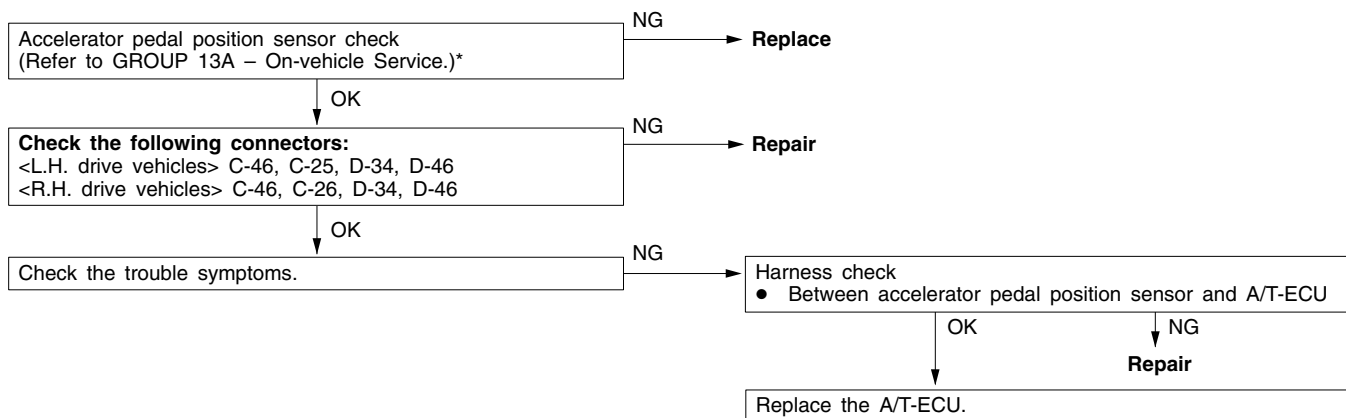 NG
Accelerator pedal position sensor check
(Refer to GROUP 13A – On-vehicle Service.)*
Replace
OK
NG
Check the following connectors:
<L.H. drive vehicles> C-46, C-25, D-34, D-46
<R.H. drive vehicles> C-46, C-26, D-34, D-46
Repair
OK
NG
Check the trouble symptoms.
Harness check
● Between accelerator pedal position sensor and A/T-ECU
OK
NG
Repair
Replace the A/T-ECU.